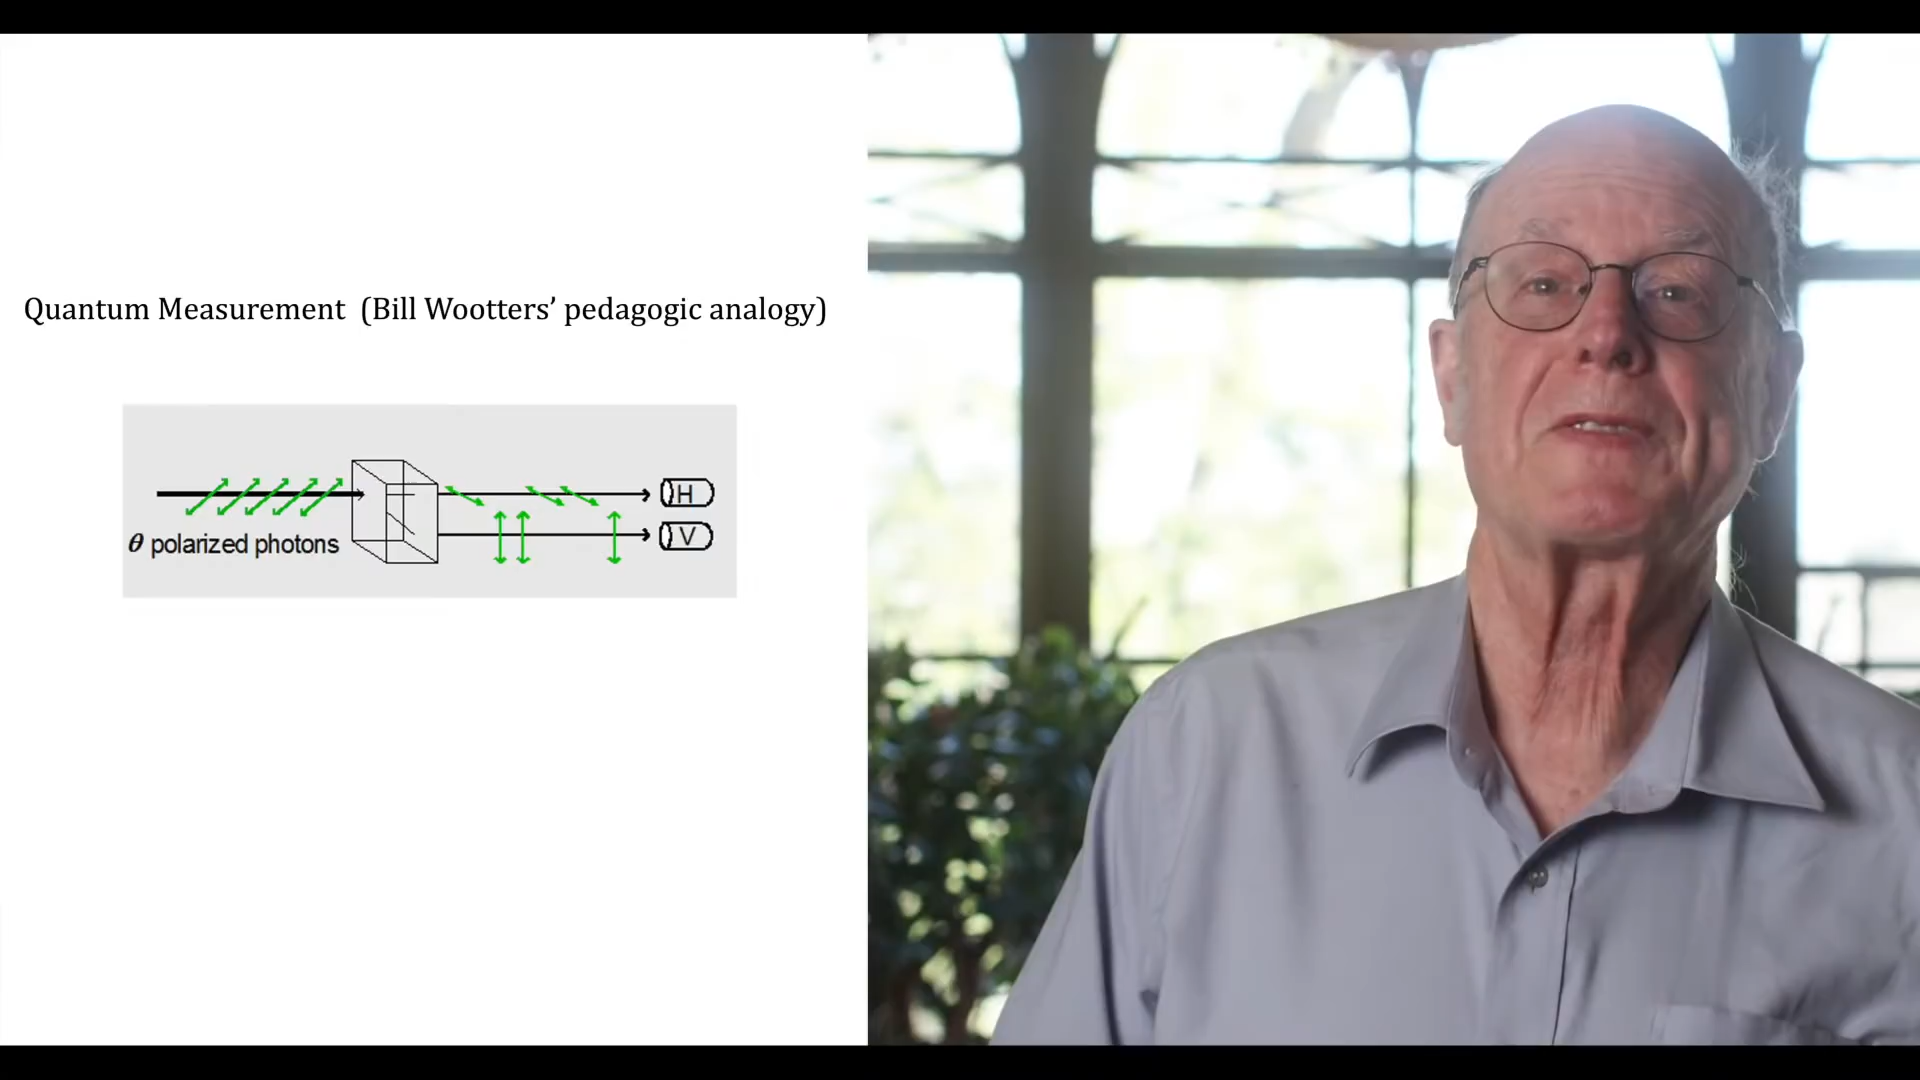 Quantum Measurement (Bill Wootters’ pedagogic analogy)
H
θ polarized photons
V